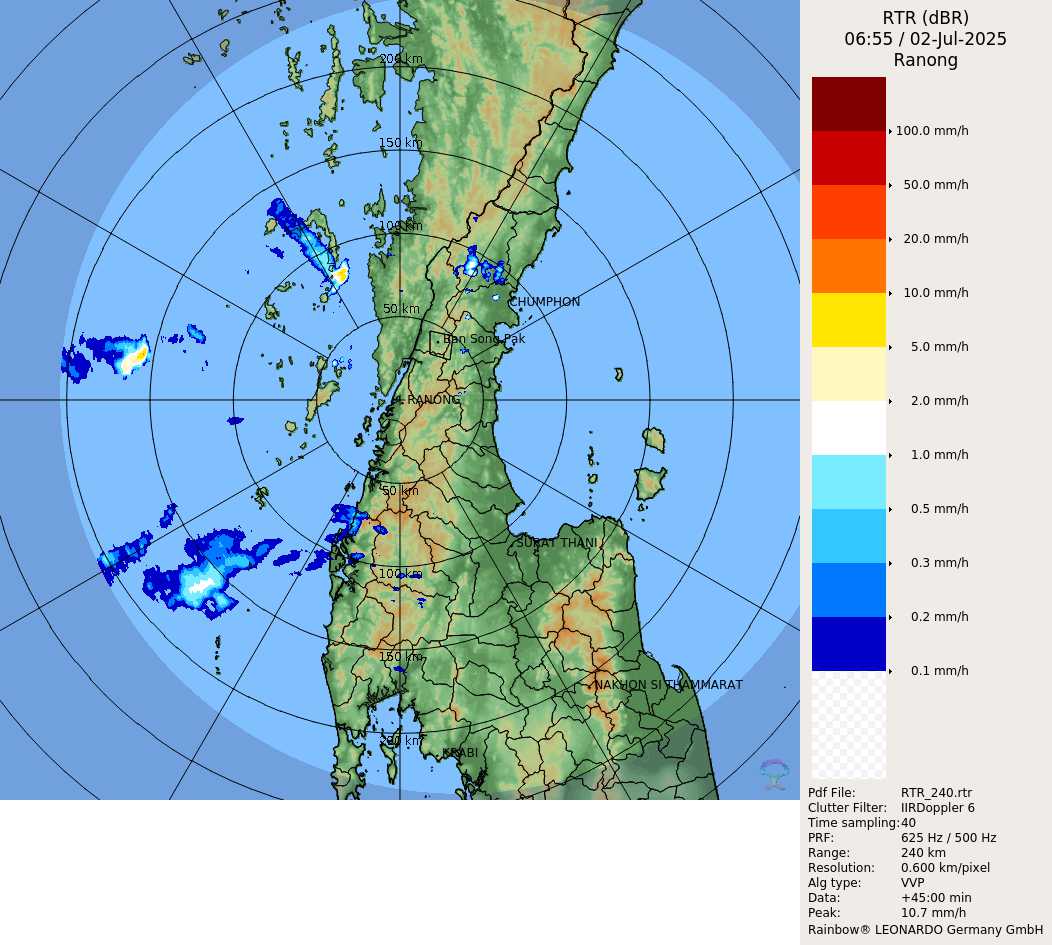 RTR (dBR)
06:55 / 02-Jul-2025
Ranong
100.0 mm/h
50.0 mm/h
20.0 mm/h
10.0 mm/h
5.0 mm/h
2.0 mm/h
1.0 mm/h
0.5 mm/h
0.3 mm/h
0.2 mm/h
0.1 mm/h
200 km
150 km
100 km
50 km
CHUMPHON
Ban Song Pak
RANONG
50 km
SURAT THANI
100 km
150 km
NAKHON SI THAMMARAT
200 km
KRABI
Pdf File: RTR_240.rtr
Clutter Filter: IIRDoppler 6
Time sampling: 40
PRF: 625 Hz / 500 Hz
Range: 240 km
Resolution: 0.600 km/pixel
Alg type: VVP
Data: +45:00 min
Peak: 10.7 mm/h
Rainbow® LEONARDO Germany GmbH